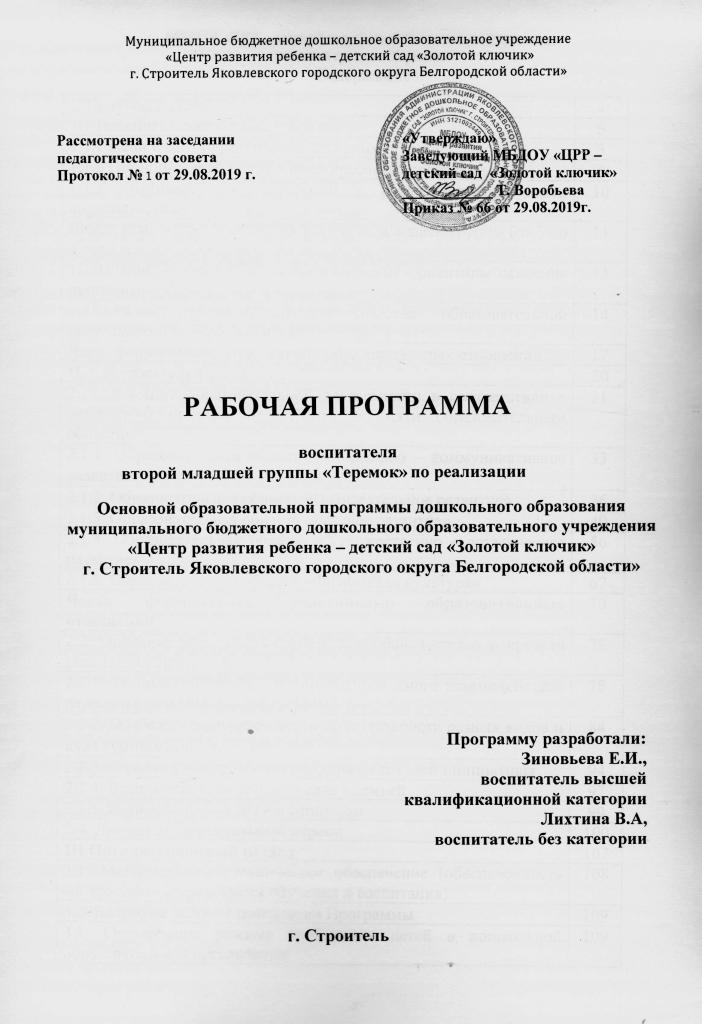 Муниципальное бюджетное дошкольное образовательное учреждение
«Центр развития ребенка – детский сад «Золотой ключик»
г. Строитель Яковлевского городского округа Белгородской области»
Рассмотрена на заседании
педагогического совета
Протокол № 1 от 29.08.2019 г.
«Утверждаю»
Заведующий МБДОУ «ЦРР –
детский сад «Золотой ключик»
Т. Воробьева
Приказ № 66 от 29.08.2019г.
РАБОЧАЯ ПРОГРАММА
воспитателя
второй младшей группы «Теремок» по реализации
Основной образовательной программы дошкольного образования
муниципального бюджетного дошкольного образовательного учреждения
«Центр развития ребенка – детский сад «Золотой ключик»
г. Строитель Яковлевского городского округа Белгородской области»
Программу разработали:
Зиновьева Е.И.,
воспитатель высшей
квалификационной категории
Лихтина В.А,
воспитатель без категории
г. Строитель